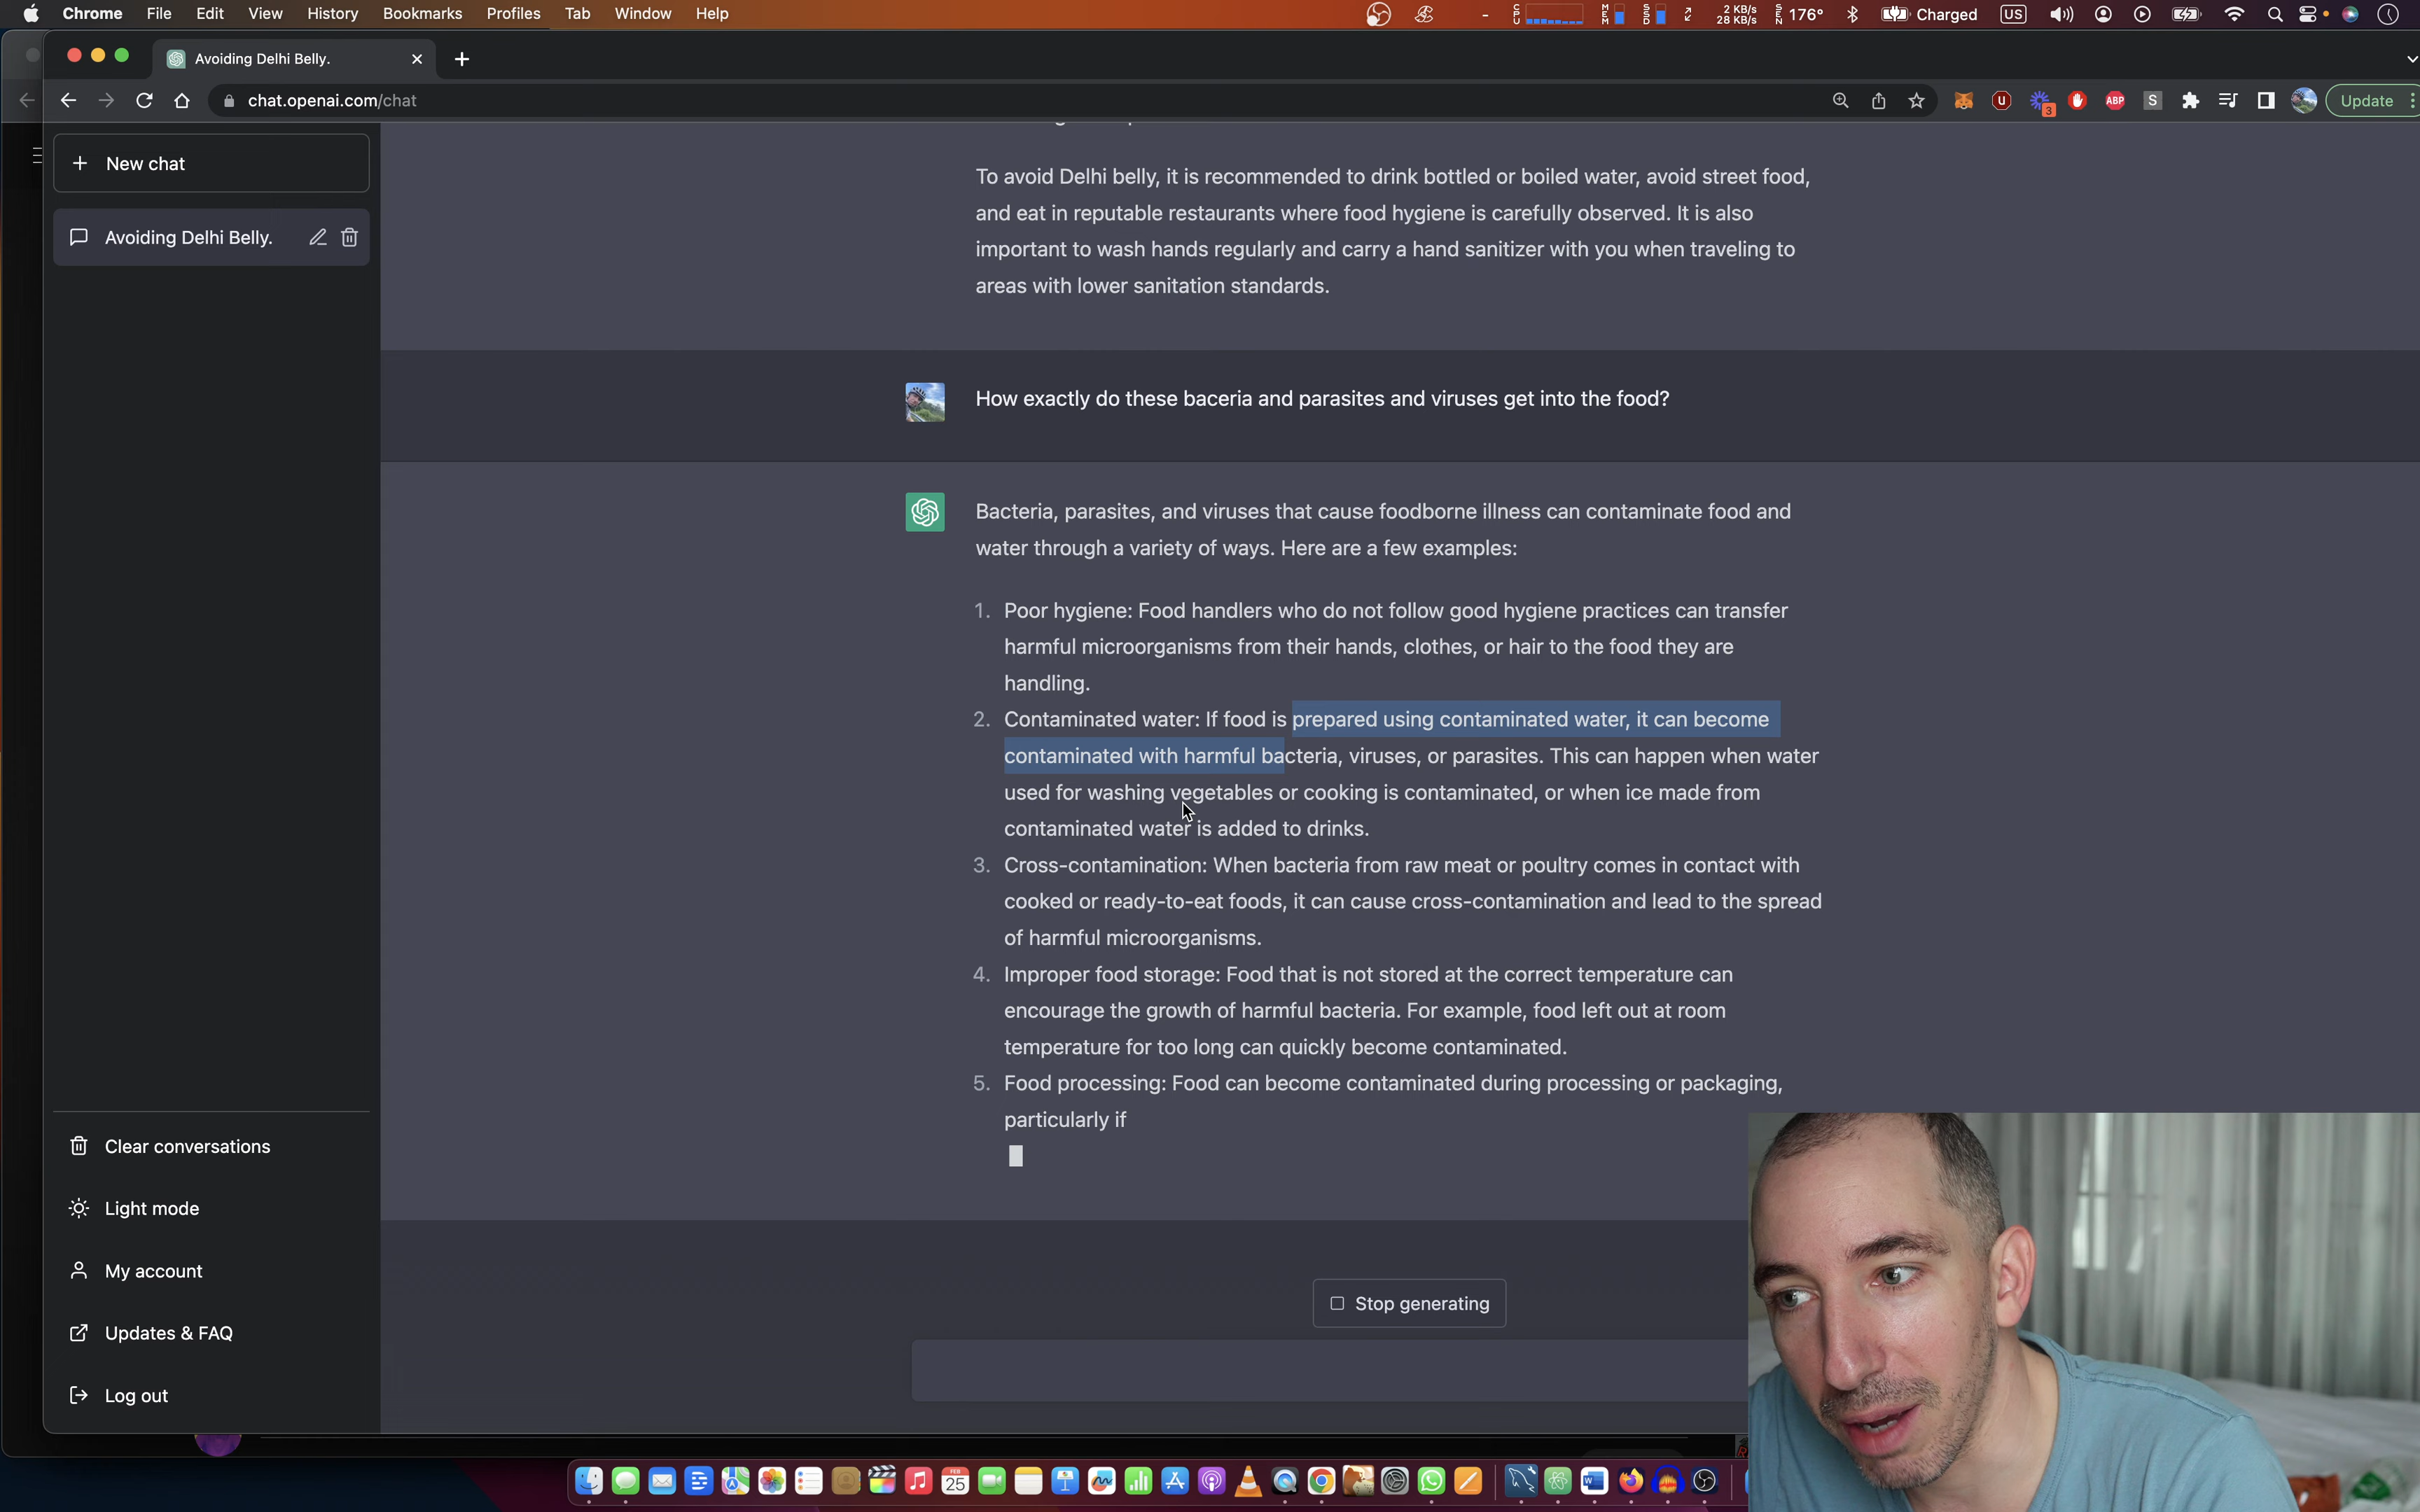 Chrome File Edit View History Bookmarks Profiles Tab Window Help
CPU MEM SSD 2 KB/s 28 KB/s SEN 176° Charged US
Avoiding Delhi Belly.
chat.openai.com/chat
3 ABP S Update
New chat
Avoiding Delhi Belly.
To avoid Delhi belly, it is recommended to drink bottled or boiled water, avoid street food,
and eat in reputable restaurants where food hygiene is carefully observed. It is also
important to wash hands regularly and carry a hand sanitizer with you when traveling to
areas with lower sanitation standards.
How exactly do these baceria and parasites and viruses get into the food?
Bacteria, parasites, and viruses that cause foodborne illness can contaminate food and
water through a variety of ways. Here are a few examples:
1. Poor hygiene: Food handlers who do not follow good hygiene practices can transfer
harmful microorganisms from their hands, clothes, or hair to the food they are
handling.
2. Contaminated water: If food is prepared using contaminated water, it can become
contaminated with harmful bacteria, viruses, or parasites. This can happen when water
used for washing vegetables or cooking is contaminated, or when ice made from
contaminated water is added to drinks.
3. Cross-contamination: When bacteria from raw meat or poultry comes in contact with
cooked or ready-to-eat foods, it can cause cross-contamination and lead to the spread
of harmful microorganisms.
4. Improper food storage: Food that is not stored at the correct temperature can
encourage the growth of harmful bacteria. For example, food left out at room
temperature for too long can quickly become contaminated.
5. Food processing: Food can become contaminated during processing or packaging,
particularly if
Clear conversations
Light mode
My account
Updates & FAQ
Log out
Stop generating
FEB
25